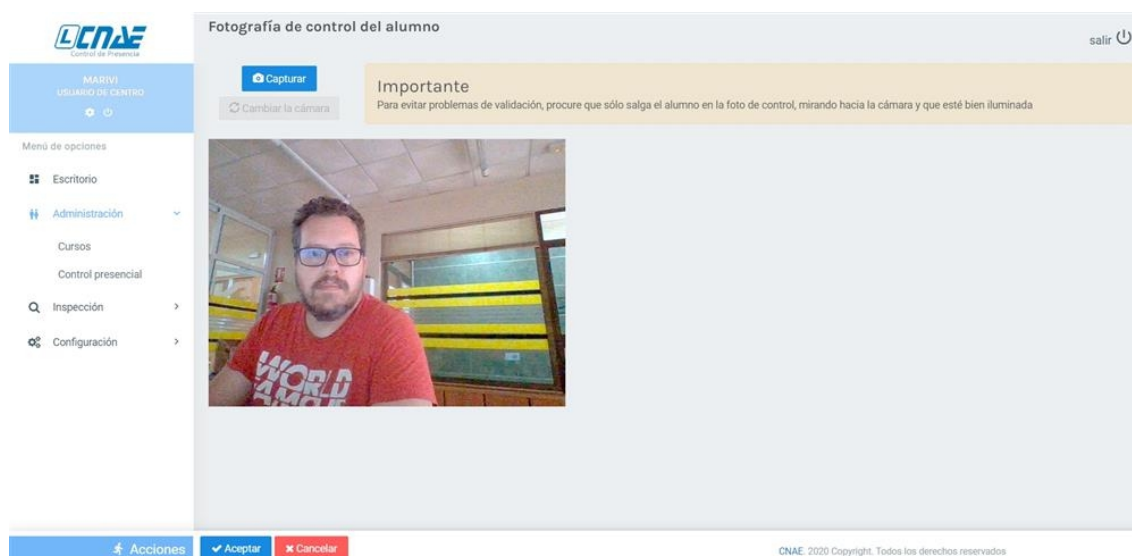 CNAE
Control de Presencia
MARIVI
USUARIO DE CENTRO
Menú de opciones
Escritorio
Administración
Cursos
Control presencial
Inspección
Configuración
Acciones
Fotografía de control del alumno
salir
Capturar
Cambiar la cámara
Importante
Para evitar problemas de validación, procure que sólo salga el alumno en la foto de control, mirando hacia la cámara y que esté bien iluminada
WORLD
FAMOUS
Aceptar
Cancelar
CNAE. 2020 Copyright. Todos los derechos reservados